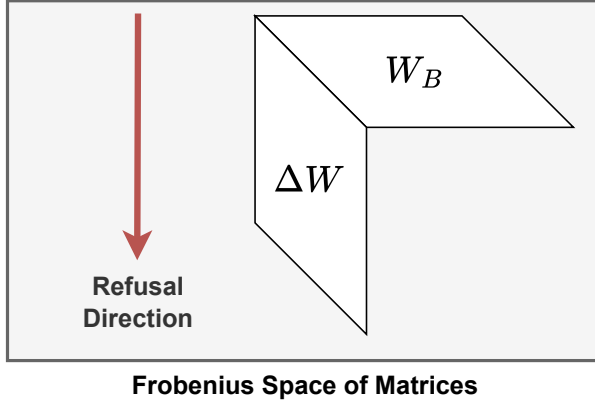 W_B
ΔW
Refusal
Direction
Frobenius Space of Matrices